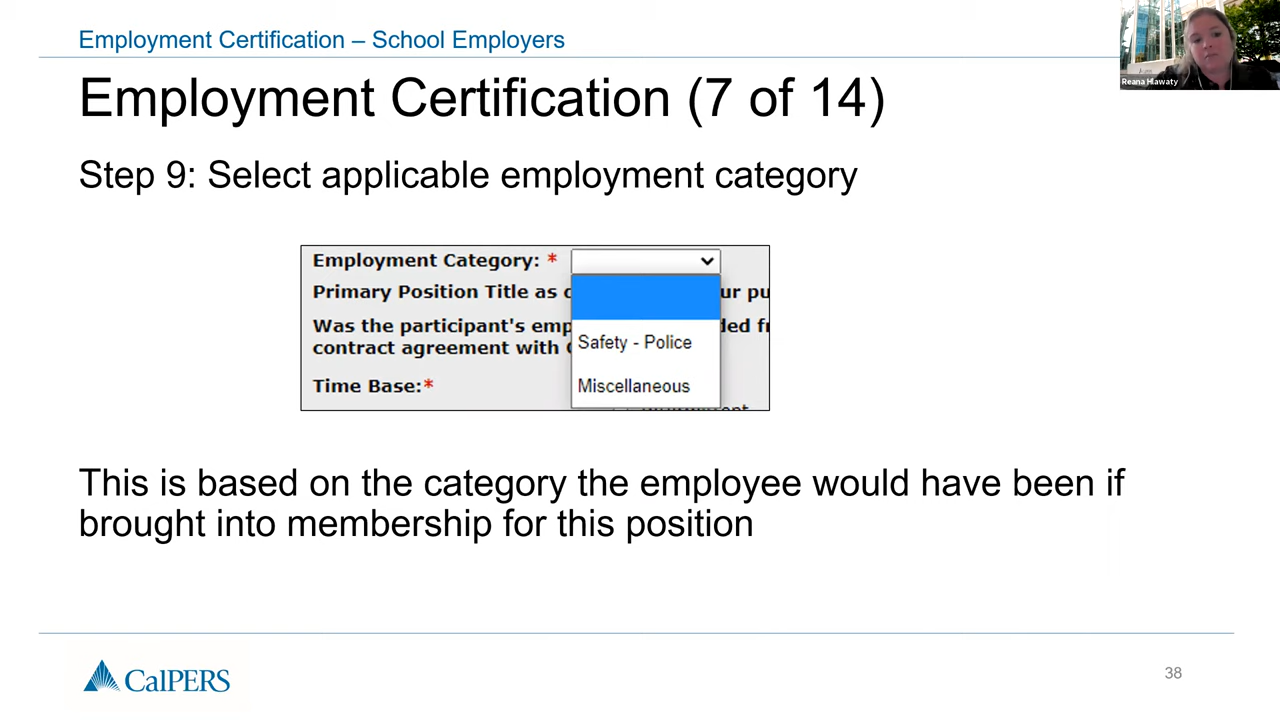 Employment Certification – School Employers
Reana Hlawaty
Employment Certification (7 of 14)
Step 9: Select applicable employment category
Employment Category: *
Primary Position Title as ur pu
Was the participant's emp ded
Safety - Police
contract agreement with
Miscellaneous
Time Base:*
This is based on the category the employee would have been if
brought into membership for this position
CalPERS
38